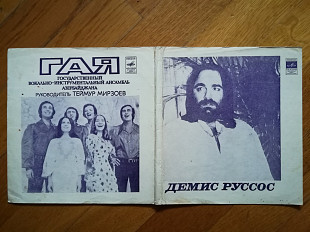 ГАЯ
ГОСУДАРСТВЕННЫЙ
ВОКАЛЬНО-ИНСТРУМЕНТАЛЬНЫЙ АНСАМБЛЬ
АЗЕРБАЙДЖАНА
РУКОВОДИТЕЛЬ ТЕЙМУР МИРЗОЕВ
ДЕМИС РУССОС